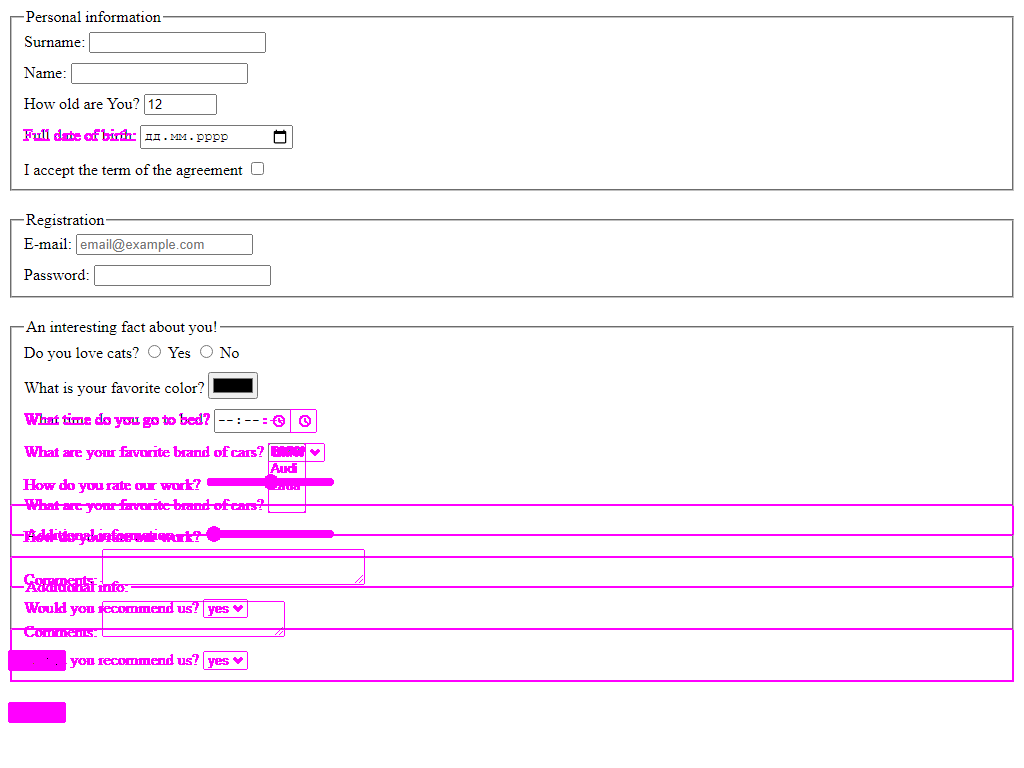 Personal information
Surname:
Name:
How old are You? 12
Full date of birth: дд.мм.рррр
I accept the term of the agreement
Registration
E-mail: email@example.com
Password:
An interesting fact about you!
Do you love cats? Yes No
What is your favorite color?
What time do you go to bed? --:--
What are your favorite brand of cars?
Audi
How do you rate our work?
What are your favorite brand of cars?
Additional information
How do you rate our work?
Comments:
Additional info:
Would you recommend us? yes
Comments:
you recommend us? yes